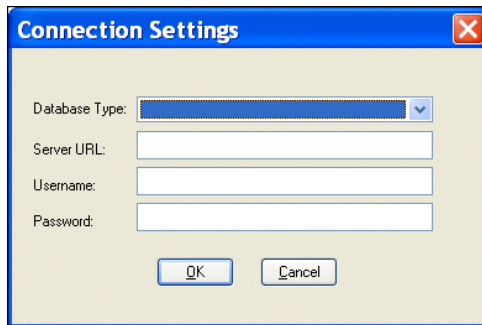 Connection Settings
Database Type:
Server URL:
Username:
Password:
OK Cancel